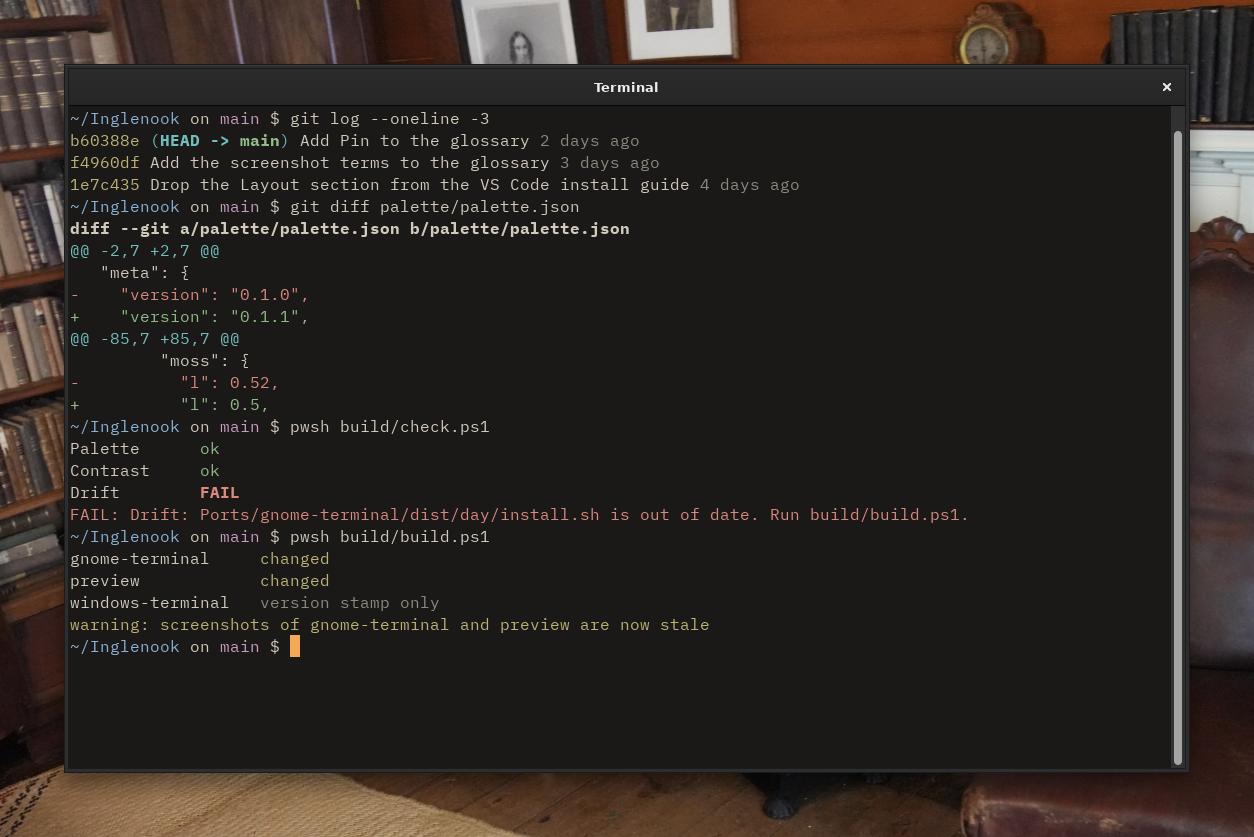 Terminal
~/Inglenook on main $ git log --oneline -3
b60388e (HEAD -> main) Add Pin to the glossary 2 days ago
f4960df Add the screenshot terms to the glossary 3 days ago
1e7c435 Drop the Layout section from the VS Code install guide 4 days ago
~/Inglenook on main $ git diff palette/palette.json
diff --git a/palette/palette.json b/palette/palette.json
@@ -2,7 +2,7 @@
   "meta": {
-    "version": "0.1.0",
+    "version": "0.1.1",
@@ -85,7 +85,7 @@
         "moss": {
-          "l": 0.52,
+          "l": 0.5,
~/Inglenook on main $ pwsh build/check.ps1
Palette      ok
Contrast     ok
Drift        FAIL
FAIL: Drift: Ports/gnome-terminal/dist/day/install.sh is out of date. Run build/build.ps1.
~/Inglenook on main $ pwsh build/build.ps1
gnome-terminal     changed
preview            changed
windows-terminal   version stamp only
warning: screenshots of gnome-terminal and preview are now stale
~/Inglenook on main $